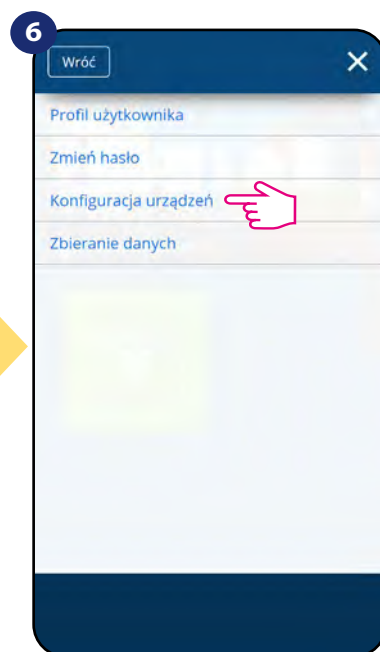 6
Wróć
Profil użytkownika
Zmień hasło
Konfiguracja urządzeń
Zbieranie danych